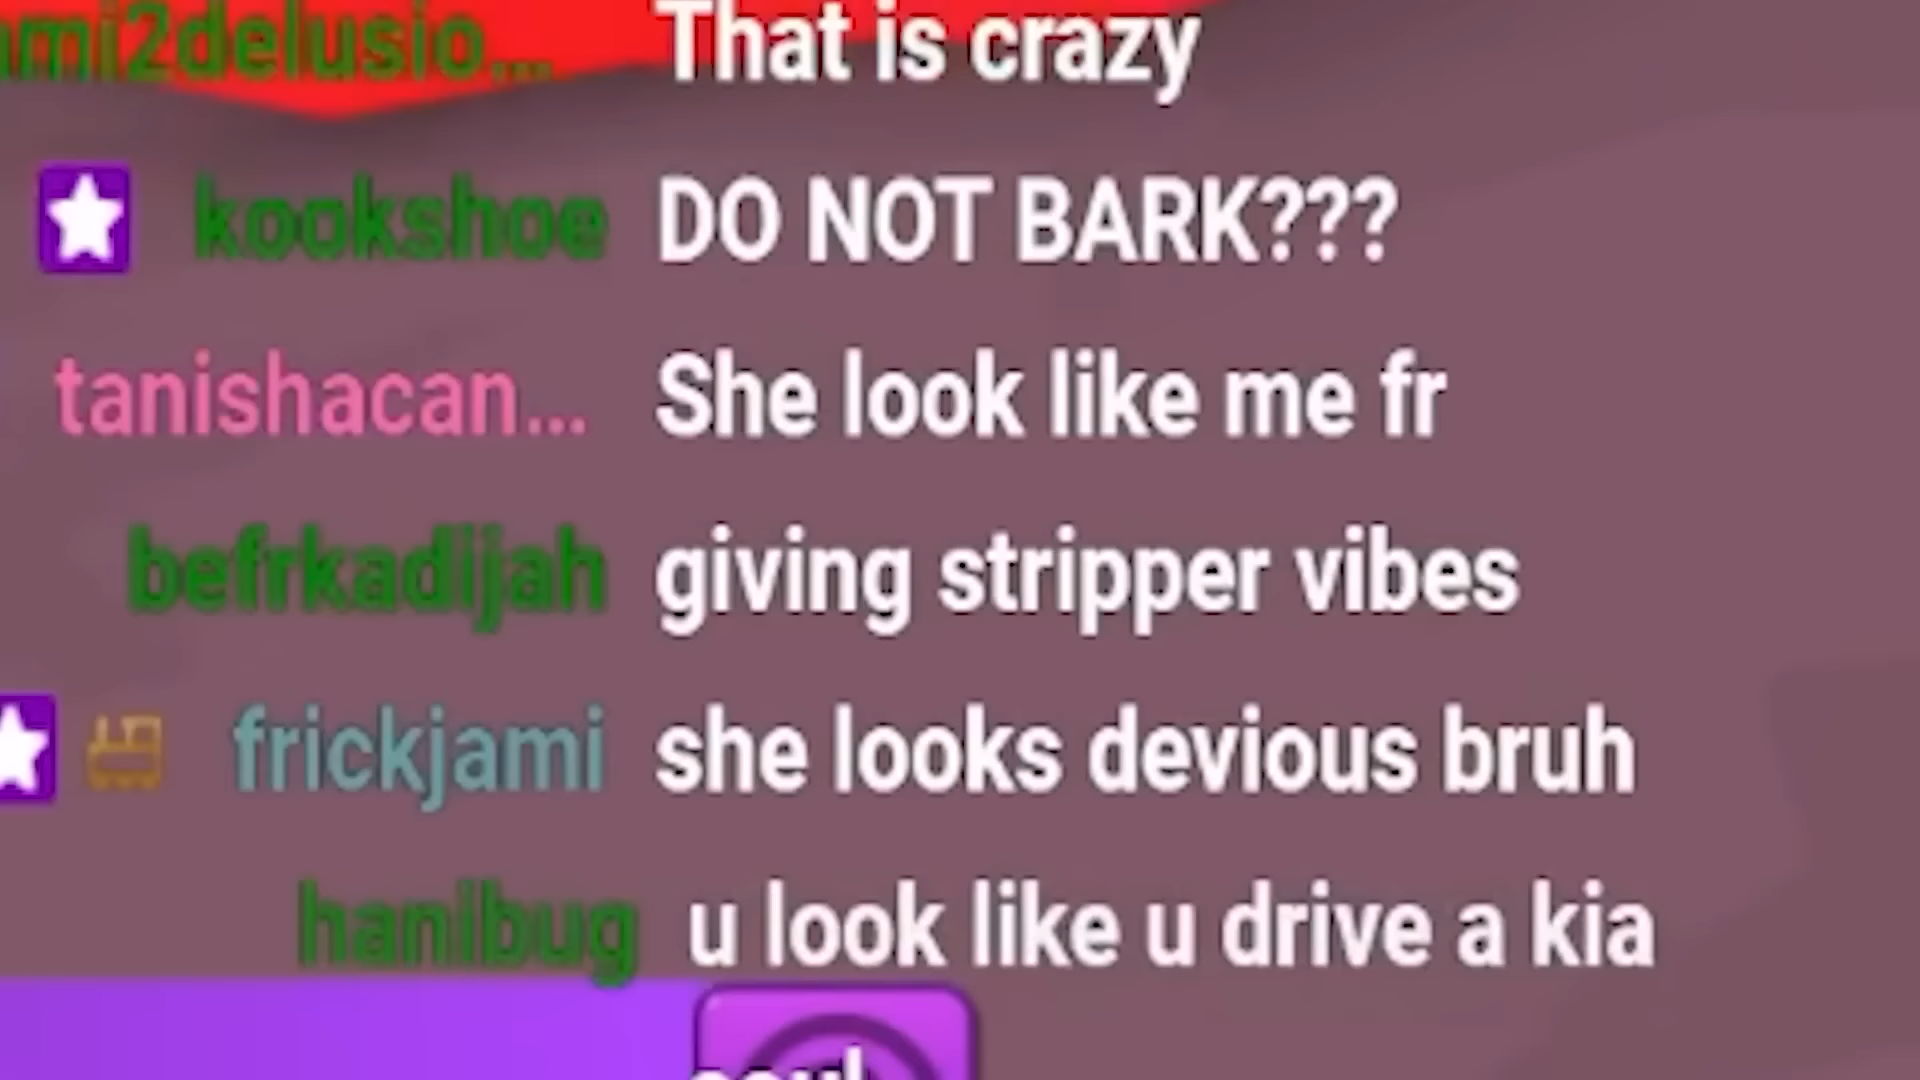 ami2delusio... That is crazy
kookshoe DO NOT BARK???
tanishacan... She look like me fr
befrkadijah giving stripper vibes
frickjami she looks devious bruh
hanibug u look like u drive a kia